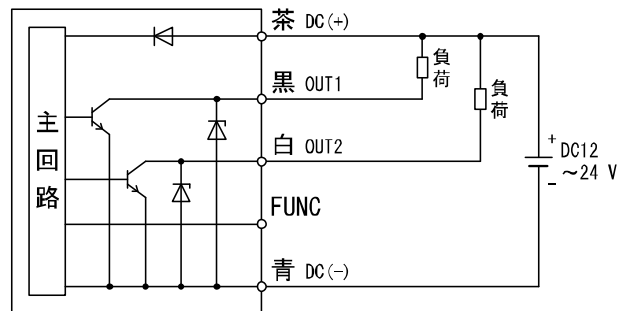 茶 DC(+)
負荷
黒 OUT1
負荷
主回路
白 OUT2
+
DC12
～24 V
-
FUNC
青 DC(-)